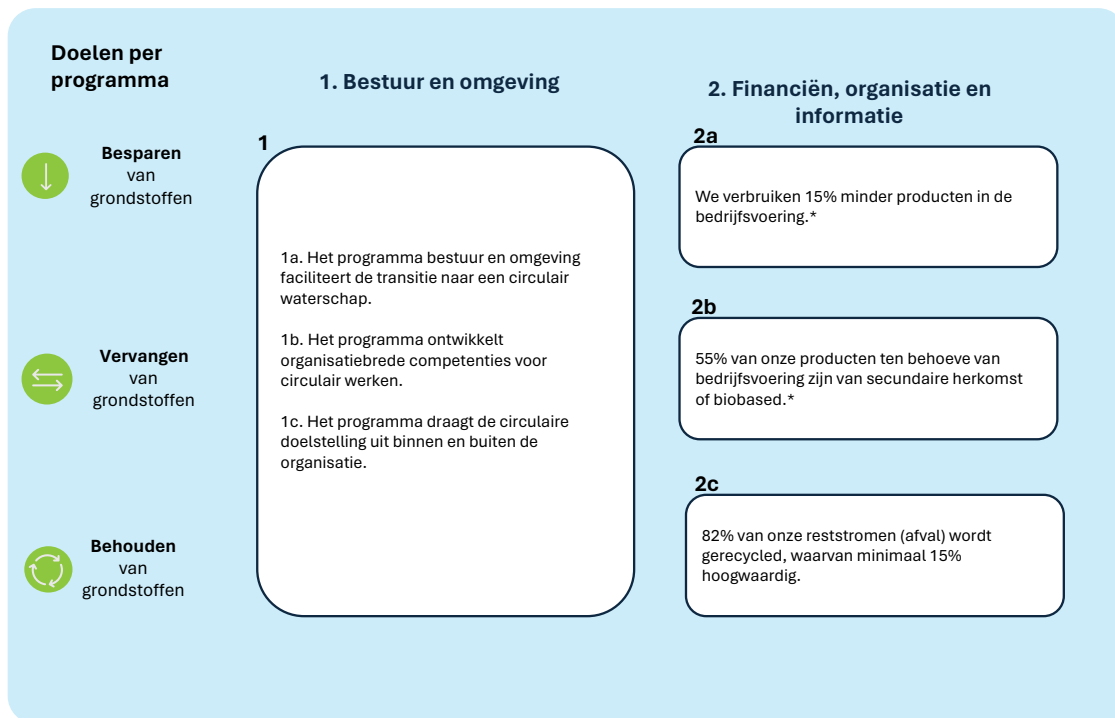 Doelen per
programma
1. Bestuur en omgeving
2. Financiën, organisatie en
informatie
Besparen
van
grondstoffen
Vervangen
van
grondstoffen
Behouden
van
grondstoffen
1
1a. Het programma bestuur en omgeving
faciliteert de transitie naar een circulair
waterschap.
1b. Het programma ontwikkelt
organisatiebrede competenties voor
circulair werken.
1c. Het programma draagt de circulaire
doelstelling uit binnen en buiten de
organisatie.
2a
We verbruiken 15% minder producten in de
bedrijfsvoering.*
2b
55% van onze producten ten behoeve van
bedrijfsvoering zijn van secundaire herkomst
of biobased.*
2c
82% van onze reststromen (afval) wordt
gerecycled, waarvan minimaal 15%
hoogwaardig.